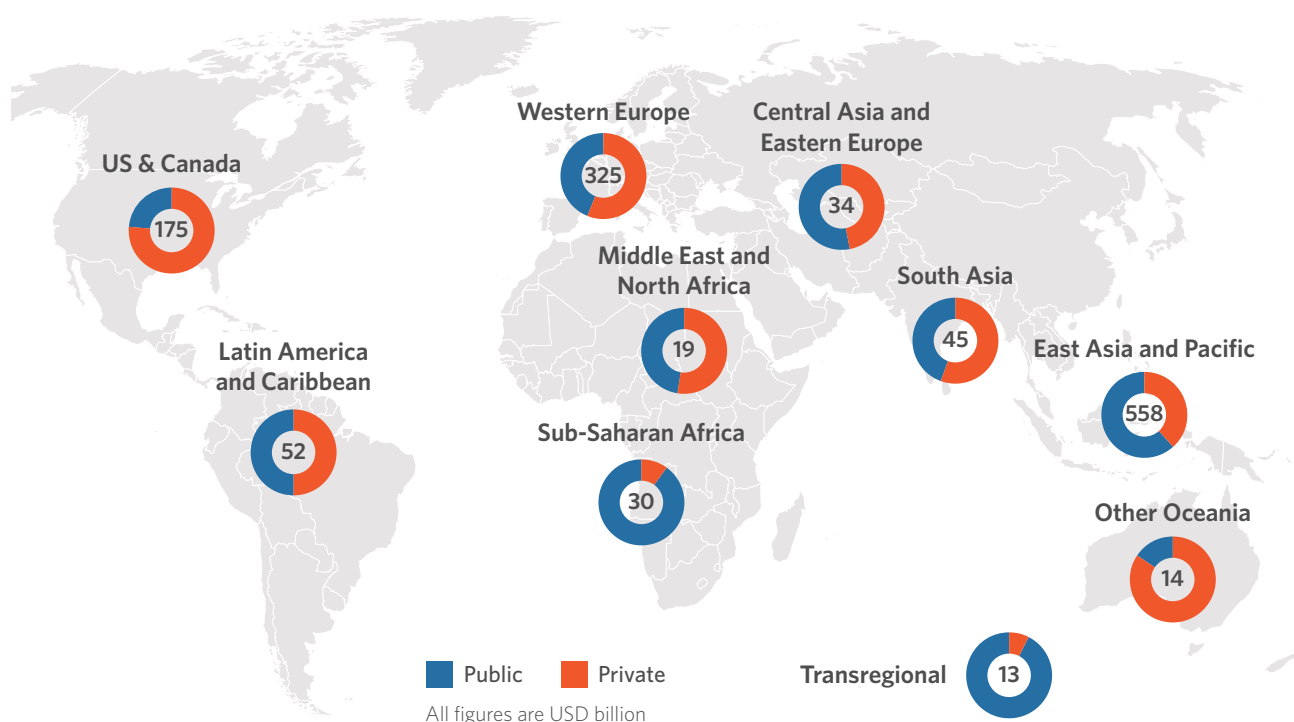 Western Europe
325
Central Asia and
Eastern Europe
34
US & Canada
175
Middle East and
North Africa
19
South Asia
45
East Asia and Pacific
558
Latin America
and Caribbean
52
Sub-Saharan Africa
30
Other Oceania
14
Transregional
13
Public
Private
All figures are USD billion